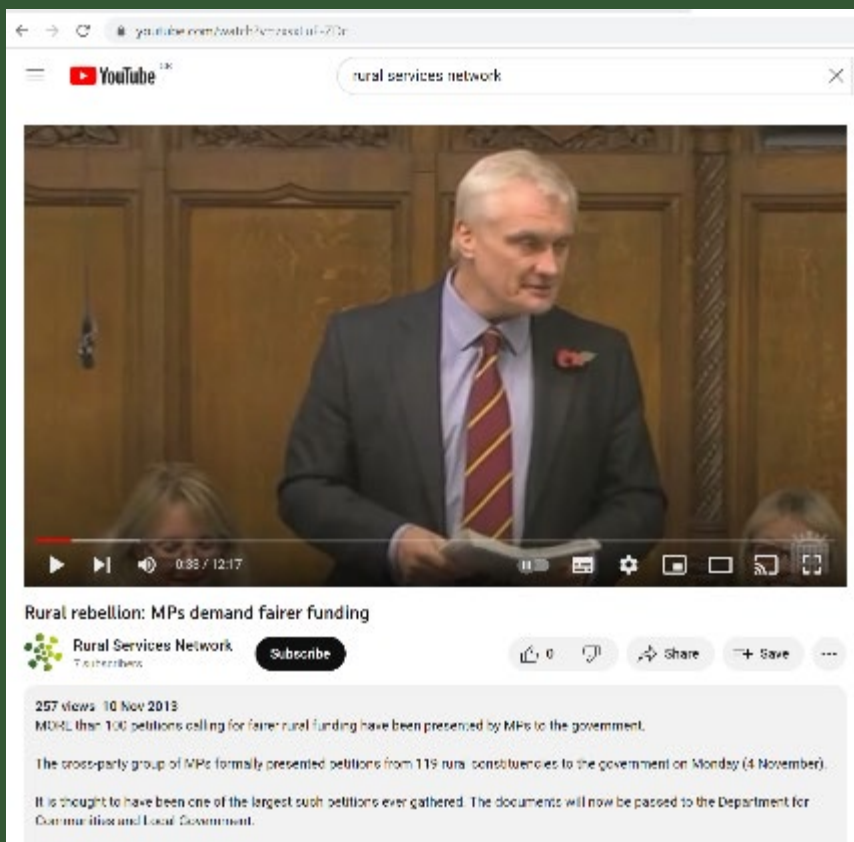 YouTube
rural services network
0:33 / 12:17
Rural rebellion: MPs demand fairer funding
Rural Services Network
7 subscribers
Subscribe
0
Share
Save
257 views 10 Nov 2013
MORE than 100 petitions calling for fairer rural funding have been presented by MPs to the government.
The cross-party group of MPs formally presented petitions from 119 rural constituencies to the government on Monday (4 November).
It is thought to have been one of the largest such petitions ever gathered. The documents will now be passed to the Department for
Communities and Local Government.